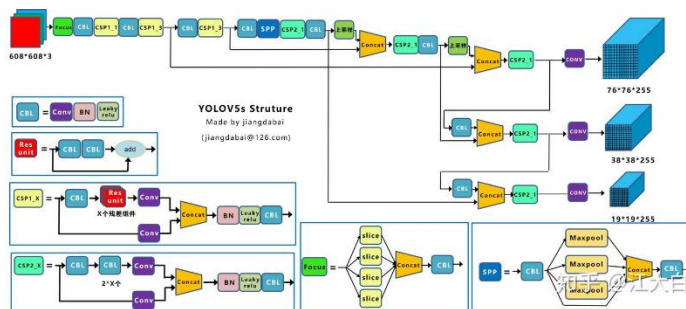 Focus CBL CSP1_1 CBL CSP1_3 CBL CSP1_3 CBL SPP CSP2_1 CBL 上采样 Concat CSP2_1 CBL 上采样 Concat CSP2_1 CONV
608*608*3
76*76*255
YOLOV5s Struture
Made by jiangdabai
(jiangdabai@126.com)
CBL = Conv BN Leaky relu
CBL Concat CSP2_1 CONV
38*38*255
Res unit = CBL CBL add
CBL Concat CSP2_1 CONV
19*19*255
CSP1_X = CBL Res unit Conv
X个残差组件
Conv
Concat BN Leaky relu CBL
CSP2_X = CBL CBL Conv
2*X个
Conv
Concat BN Leaky relu CBL
Focus = slice slice slice slice Concat CBL
SPP = CBL Maxpool Maxpool Maxpool Concat CBL
知乎 @江大白